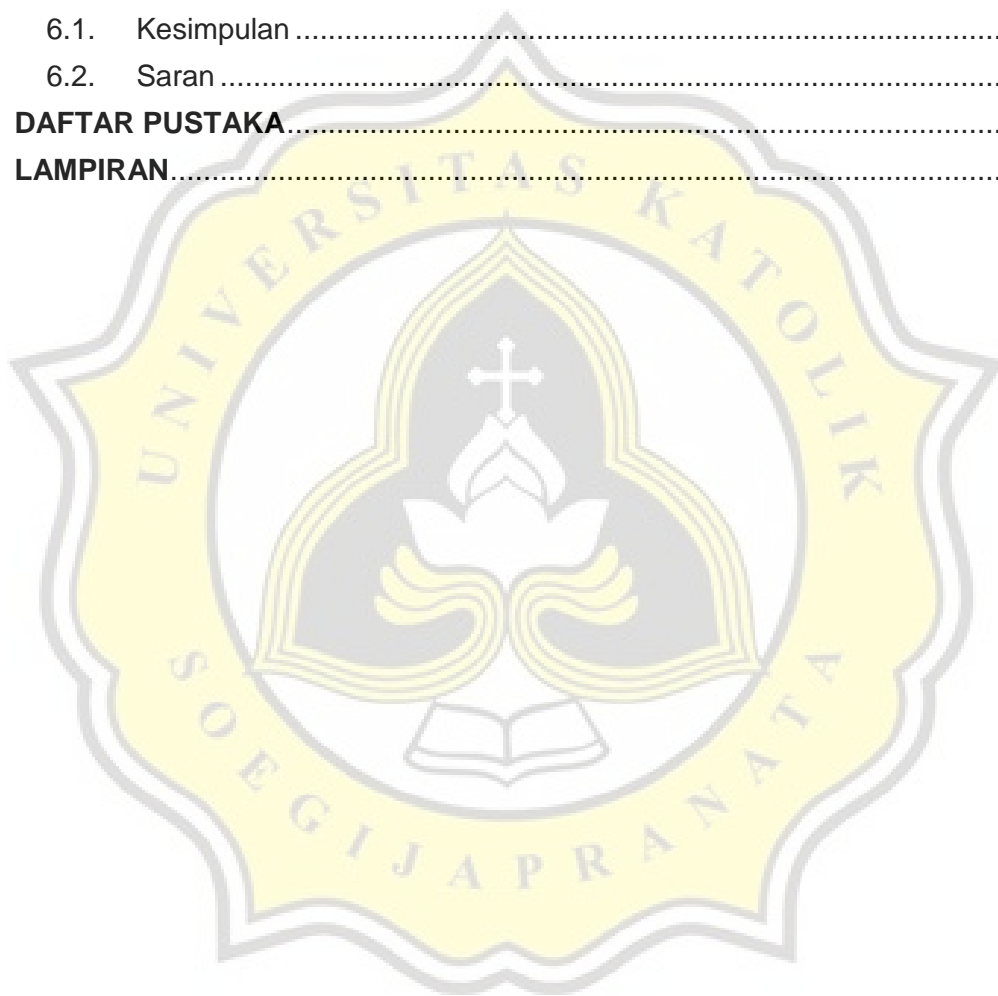 6.1. Kesimpulan ........................................................................................
6.2. Saran ........................................................................................
DAFTAR PUSTAKA........................................................................................
LAMPIRAN........................................................................................
UNIVERSITAS KATOLIK
SOEGIJAPRANATA